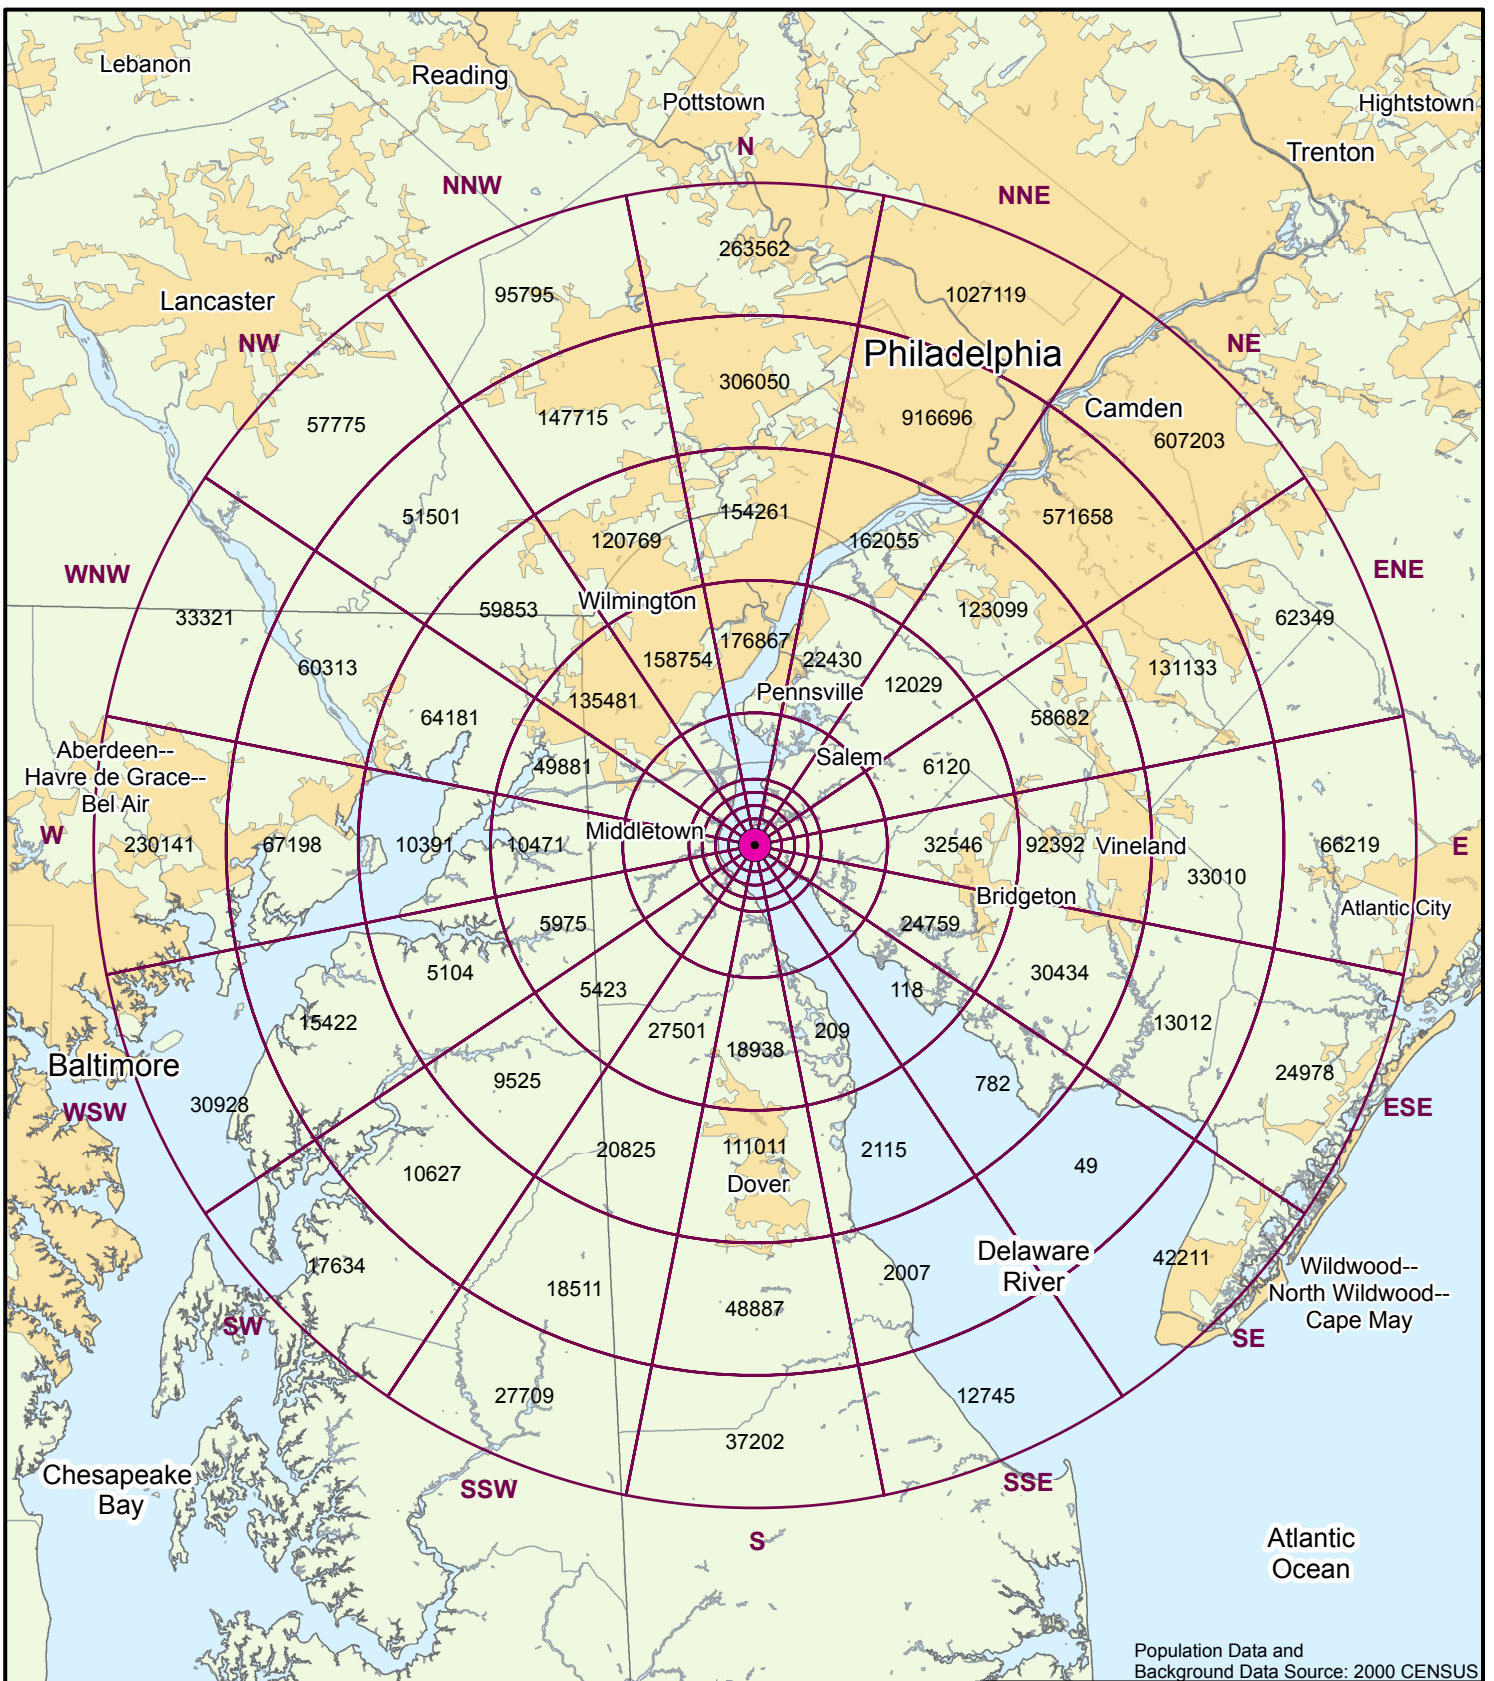 Lebanon
Reading
Pottstown
Hightstown
Trenton
N
NNW
NNE
263562
95795
1027119
Lancaster
NW
NE
Philadelphia
306050
Camden
147715
916696
57775
607203
51501
154261
571658
120769
162055
WNW
ENE
59853
Wilmington
123099
33321
62349
176867
158754
22430
60313
131133
12029
Pennsville
135481
64181
58682
Aberdeen--
Havre de Grace--
Bel Air
Salem
49881
6120
W
Middletown
230141
67198
10391
10471
32546
92392
Vineland
66219
E
33010
Bridgeton
Atlantic City
5975
24759
5104
30434
5423
118
15422
27501
209
13012
18938
Baltimore
9525
782
24978
WSW
30928
ESE
20825
111011
2115
49
10627
Dover
Delaware
River
42211
17634
2007
Wildwood--
North Wildwood--
Cape May
18511
48887
SW
SE
27709
12745
37202
Chesapeake
Bay
SSW
SSE
S
Atlantic
Ocean
Population Data and
Background Data Source: 2000 CENSUS